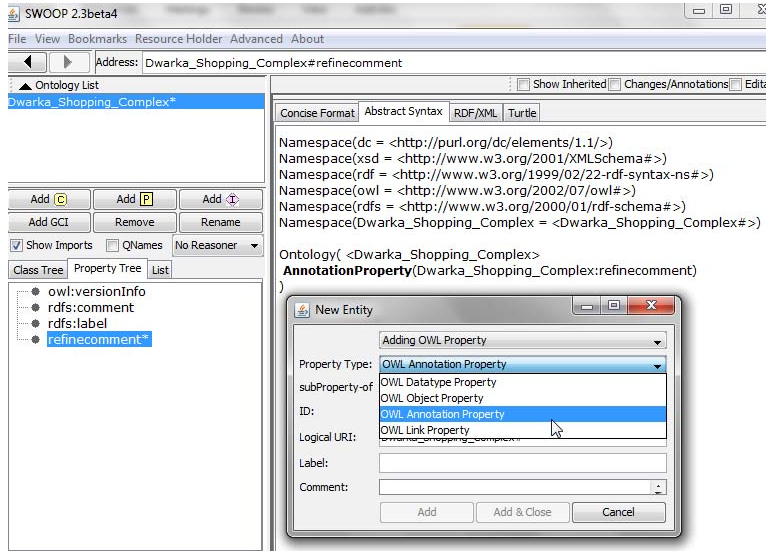 SWOOP 2.3beta4
File View Bookmarks Resource Holder Advanced About
Address: Dwarka_Shopping_Complex#refinecomment
Ontology List
Dwarka_Shopping_Complex*
Show Inherited Changes/Annotations Edita
Concise Format Abstract Syntax RDF/XML Turtle
Namespace(dc = <http://purl.org/dc/elements/1.1/>)
Namespace(xsd = <http://www.w3.org/2001/XMLSchema#>)
Namespace(rdf = <http://www.w3.org/1999/02/22-rdf-syntax-ns#>)
Namespace(owl = <http://www.w3.org/2002/07/owl#>)
Namespace(rdfs = <http://www.w3.org/2000/01/rdf-schema#>)
Namespace(Dwarka_Shopping_Complex = <Dwarka_Shopping_Complex#>)
Ontology( <Dwarka_Shopping_Complex>
AnnotationProperty(Dwarka_Shopping_Complex:refinecomment)
)
Add C Add P Add I
Add GCI Remove Rename
Show Imports QNames No Reasoner
Class Tree Property Tree List
owl:versionInfo
rdfs:comment
rdfs:label
refinecomment*
New Entity
Adding OWL Property
Property Type: OWL Annotation Property
subProperty-of
OWL Datatype Property
OWL Object Property
ID:
OWL Annotation Property
OWL Link Property
Logical URI: Dwarka_Shopping_Complex#
Label:
Comment:
Add Add & Close Cancel